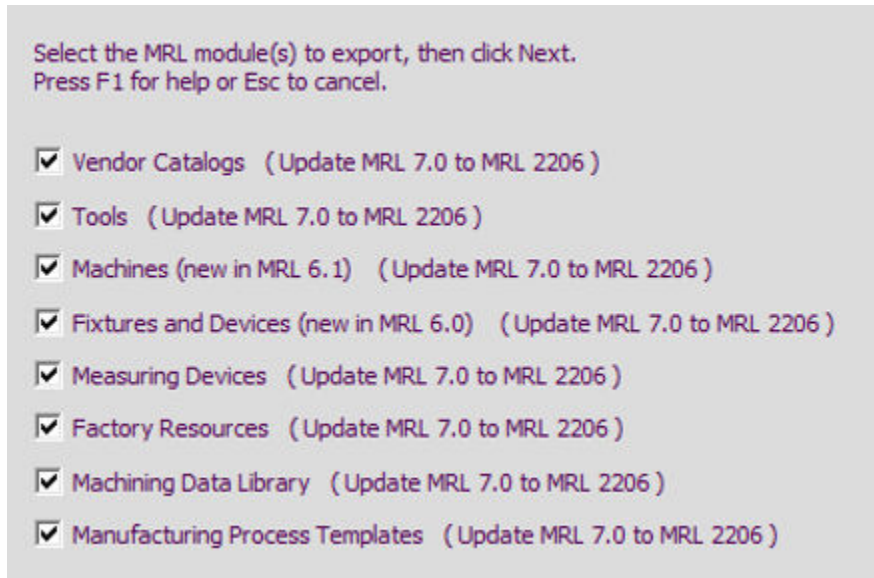 Select the MRL module(s) to export, then click Next.
Press F1 for help or Esc to cancel.
Vendor Catalogs (Update MRL 7.0 to MRL 2206 )
Tools (Update MRL 7.0 to MRL 2206 )
Machines (new in MRL 6.1) (Update MRL 7.0 to MRL 2206 )
Fixtures and Devices (new in MRL 6.0) (Update MRL 7.0 to MRL 2206 )
Measuring Devices (Update MRL 7.0 to MRL 2206 )
Factory Resources (Update MRL 7.0 to MRL 2206 )
Machining Data Library (Update MRL 7.0 to MRL 2206 )
Manufacturing Process Templates (Update MRL 7.0 to MRL 2206 )